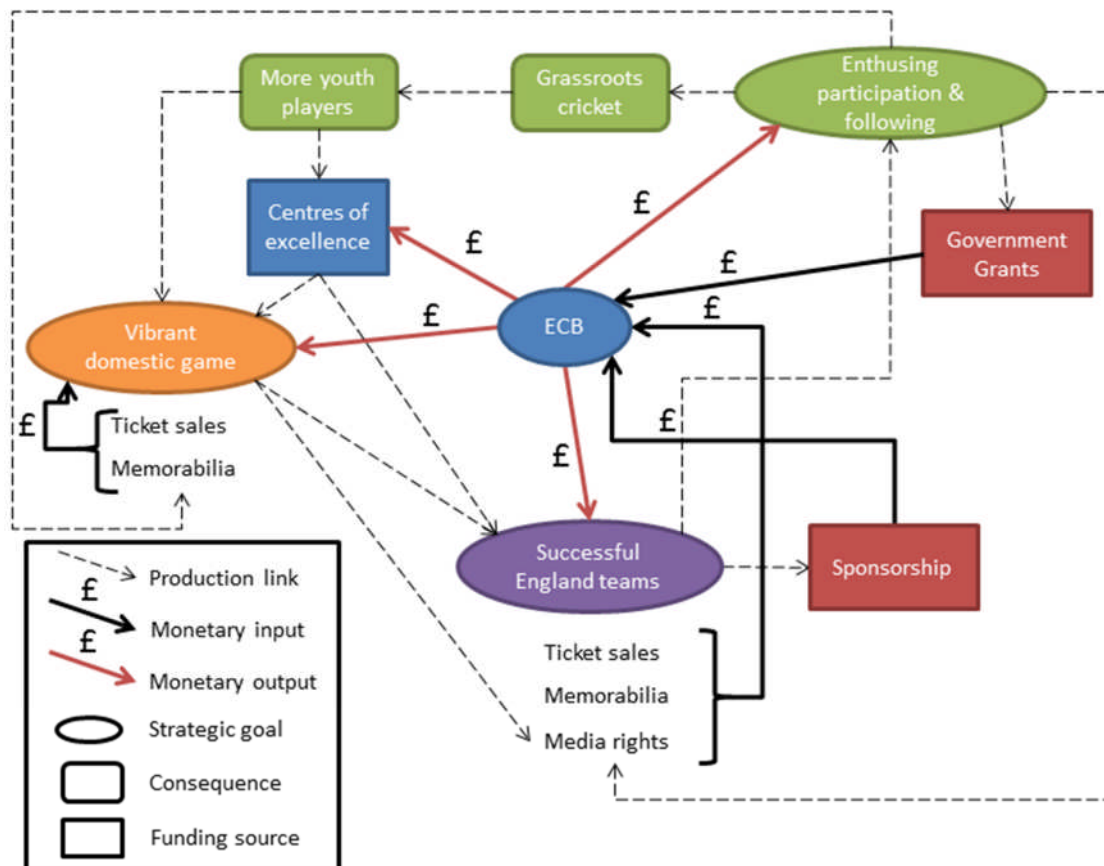 More youth
players
Grassroots
cricket
Enthusing
participation &
following
Centres of
excellence
£
£
£
Government
Grants
Vibrant
domestic game
£
ECB
£
£
Ticket sales
Memorabilia
£
£
Successful
England teams
Sponsorship
Ticket sales
Memorabilia
Media rights
Production link
£
Monetary input
£
Monetary output
Strategic goal
Consequence
Funding source